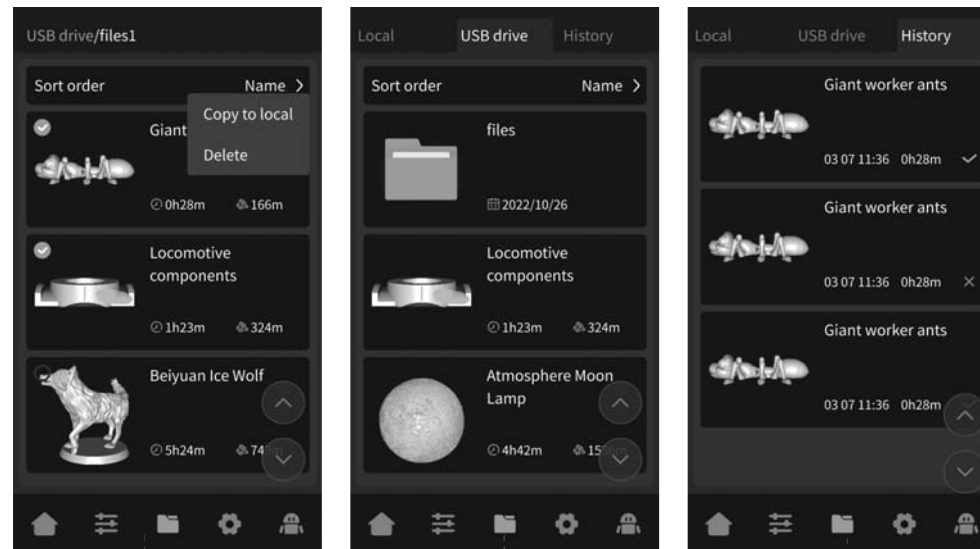 USB drive/files1
Sort order Name >
Copy to local
Giant
Delete
0h28m 166m
Locomotive
components
1h23m 324m
Beiyuan Ice Wolf
5h24m
Local USB drive History
Sort order Name >
files
2022/10/26
Locomotive
components
1h23m 324m
Atmosphere Moon
Lamp
4h42m
Local USB drive History
Giant worker ants
03 07 11:36 0h28m
Giant worker ants
03 07 11:36 0h28m
Giant worker ants
03 07 11:36 0h28m